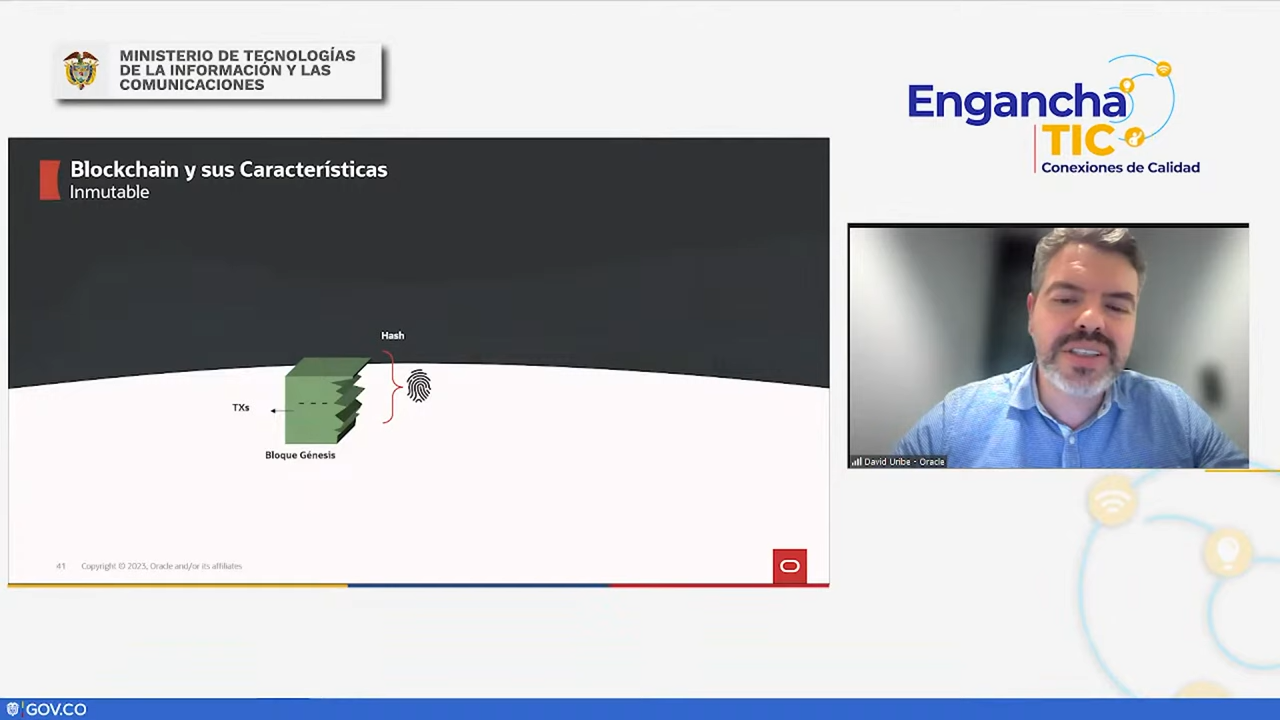 MINISTERIO DE TECNOLOGÍAS
DE LA INFORMACIÓN Y LAS
COMUNICACIONES
Engancha
TIC
Conexiones de Calidad
Blockchain y sus Características
Inmutable
Hash
TXs
Bloque Génesis
41 Copyright © 2023, Oracle and/or its affiliates
David Uribe - Oracle
GOV.CO